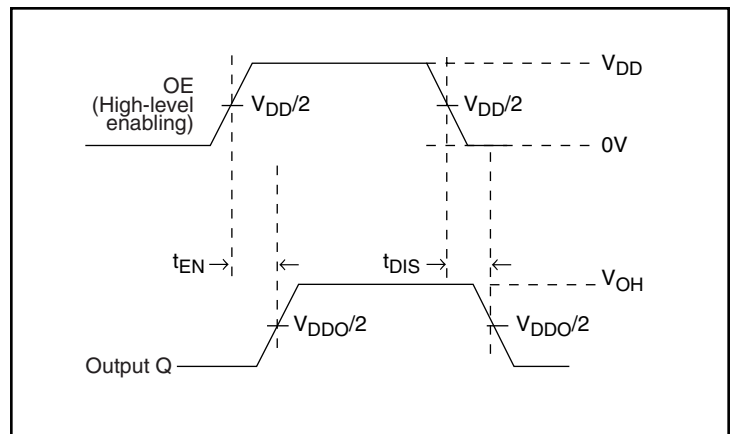 V_DD
OE
(High-level
enabling)
V_DD/2
V_DD/2
0V
t_EN
t_DIS
V_OH
V_DDO/2
V_DDO/2
Output Q